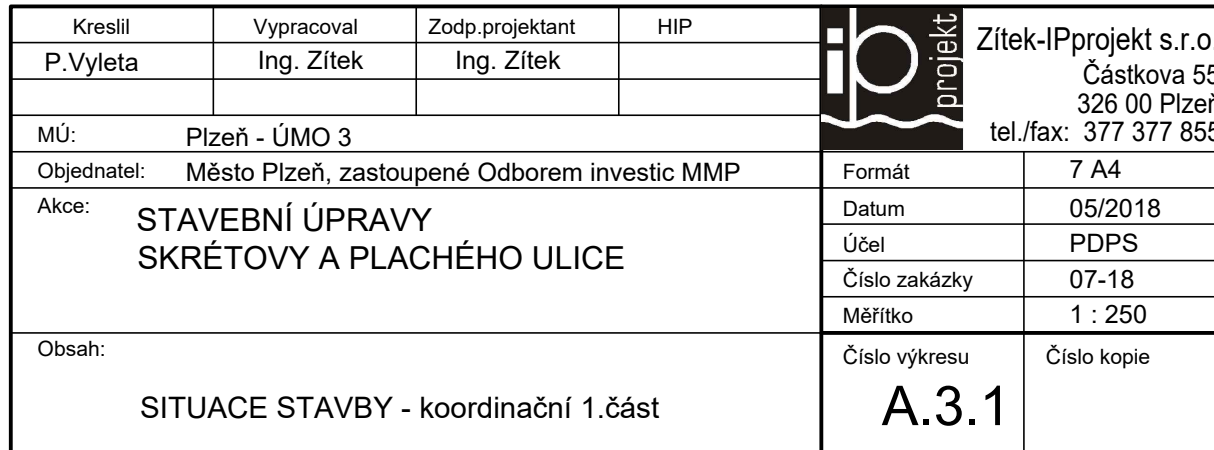 Kreslil Vypracoval Zodp.projektant HIP
P.Vyleta Ing. Zítek Ing. Zítek
MÚ: Plzeň - ÚMO 3
Objednatel: Město Plzeň, zastoupené Odborem investic MMP
Akce: STAVEBNÍ ÚPRAVY
SKRÉTOVY A PLACHÉHO ULICE
Obsah:
SITUACE STAVBY - koordinační 1.část
ip projekt
Zítek-IPprojekt s.r.o.
Částkova 55
326 00 Plzeň
tel./fax: 377 377 855
Formát 7 A4
Datum 05/2018
Účel PDPS
Číslo zakázky 07-18
Měřítko 1 : 250
Číslo výkresu Číslo kopie
A.3.1